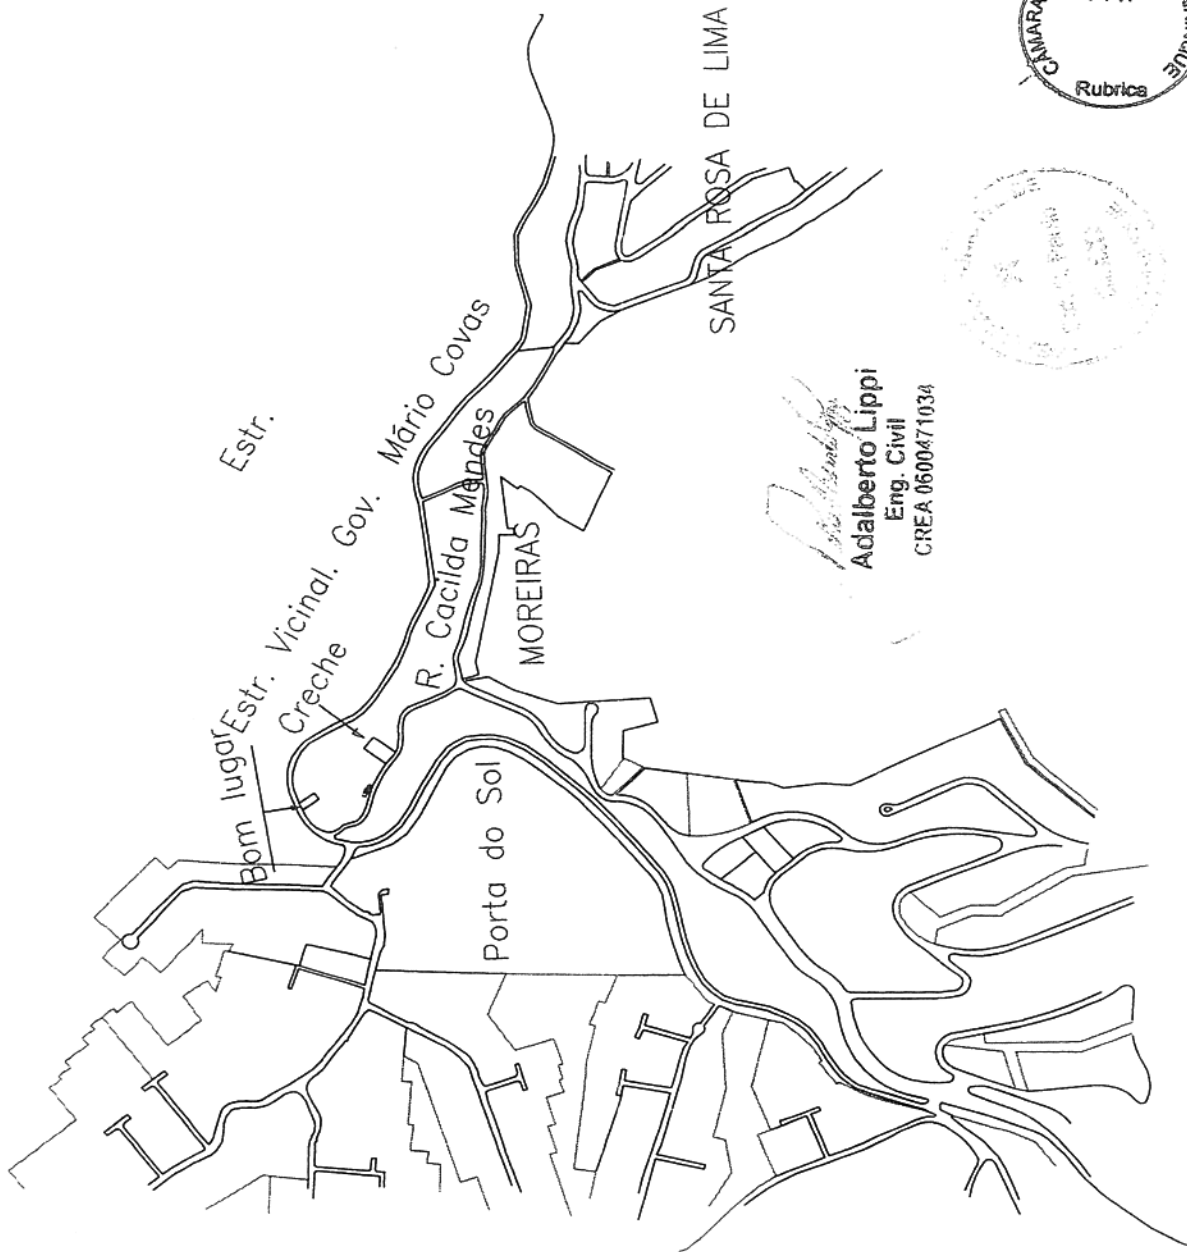 CÂMARA
Rubrica
SANTA ROSA DE LIMA
Estr.
Estr. Vicinal. Gov. Mário Covas
R. Cacilda Mendes
Creche
Bom lugar
MOREIRAS
Porta do Sol
Adalberto Lippi
Eng. Civil
CREA 0600471034